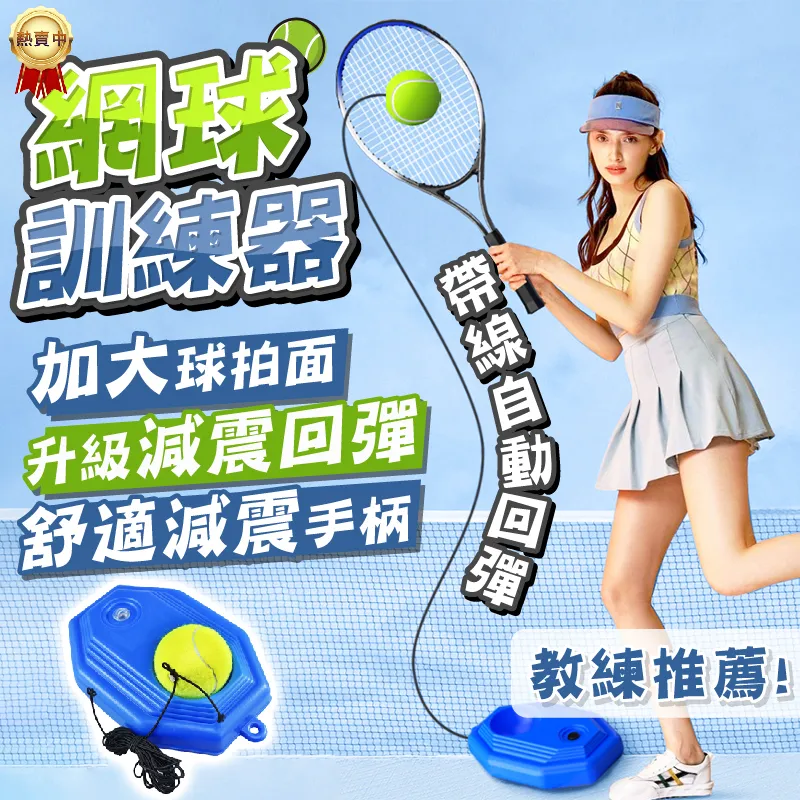 熱賣中
網球
訓練器
加大球拍面
升級減震回彈
舒適減震手柄
帶線自動回彈
教練推薦!